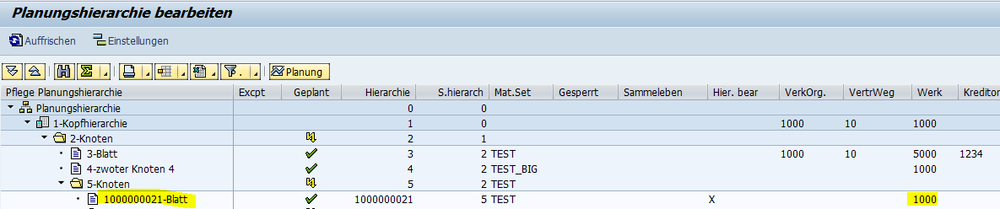 Planungshierarchie bearbeiten
Auffrischen Einstellungen
Planung
Pflege Planungshierarchie Excpt Geplant Hierarchie S.hierarch Mat.Set Gesperrt Sammeleben Hier. bear VerkOrg. VertrWeg Werk Kreditor
Planungshierarchie 0 0
1-Kopfhierarchie 1 0 1000 10 1000
2-Knoten 2 1
3-Blatt 3 2 TEST 1000 10 5000 1234
4-zwoter Knoten 4 4 2 TEST_BIG 1000
5-Knoten 5 2 TEST
1000000021-Blatt 1000000021 5 TEST X 1000